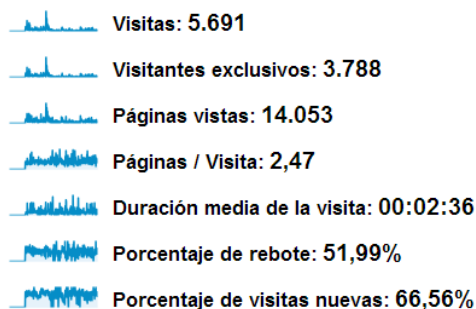 Visitas: 5.691
Visitantes exclusivos: 3.788
Páginas vistas: 14.053
Páginas / Visita: 2,47
Duración media de la visita: 00:02:36
Porcentaje de rebote: 51,99%
Porcentaje de visitas nuevas: 66,56%